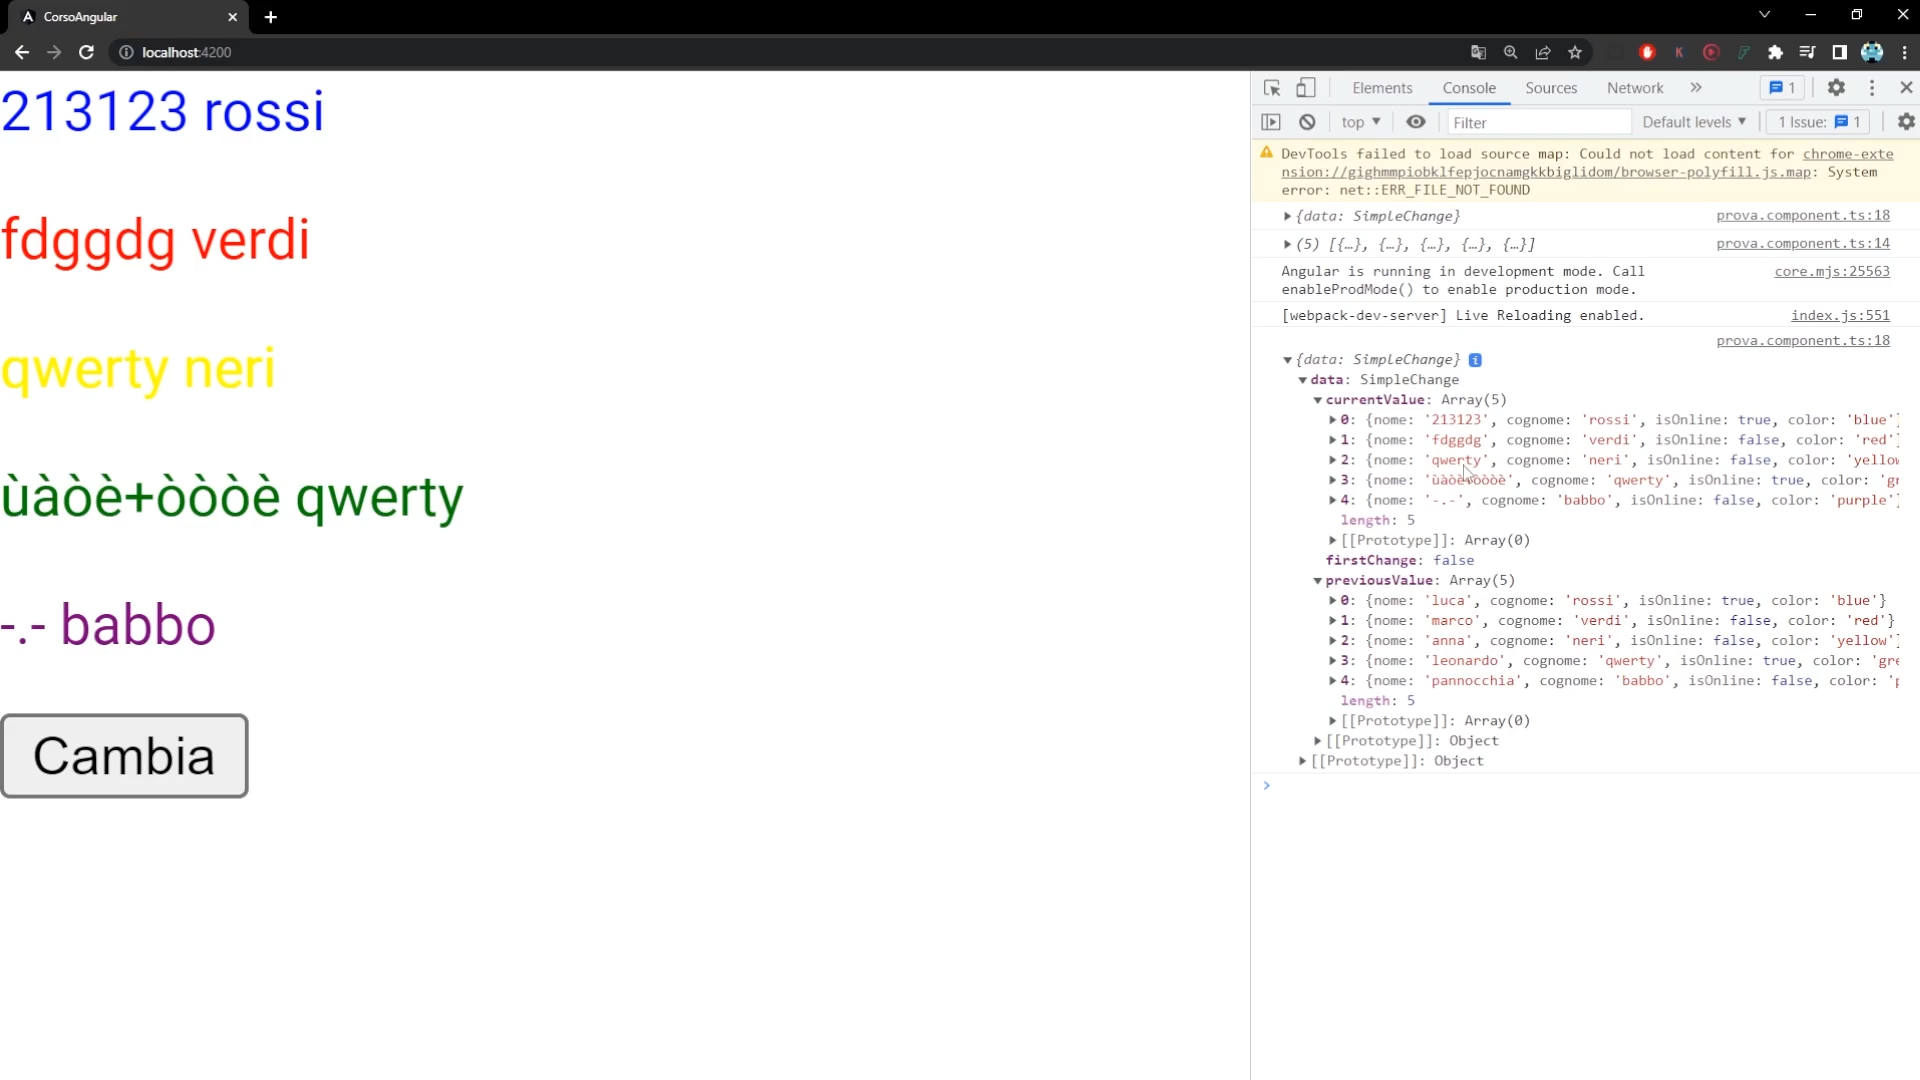 CorsoAngular
localhost:4200
213123 rossi
fdggdg verdi
qwerty neri
ùàòè+òòòè qwerty
-.- babbo
Cambia
Elements Console Sources Network 1
top Filter Default levels 1 Issue: 1
DevTools failed to load source map: Could not load content for chrome-exte
nsion://gighmmpiobklfepjocnamgkkbiglidom/browser-polyfill.js.map: System
error: net::ERR_FILE_NOT_FOUND
{data: SimpleChange} prova.component.ts:18
(5) [{…}, {…}, {…}, {…}, {…}] prova.component.ts:14
Angular is running in development mode. Call core.mjs:25563
enableProdMode() to enable production mode.
[webpack-dev-server] Live Reloading enabled. index.js:551
prova.component.ts:18
{data: SimpleChange}
data: SimpleChange
currentValue: Array(5)
0: {nome: '213123', cognome: 'rossi', isOnline: true, color: 'blue'}
1: {nome: 'fdggdg', cognome: 'verdi', isOnline: false, color: 'red'}
2: {nome: 'qwerty', cognome: 'neri', isOnline: false, color: 'yellow
3: {nome: 'ùàòè+òòòè', cognome: 'qwerty', isOnline: true, color: 'gr
4: {nome: '-.-', cognome: 'babbo', isOnline: false, color: 'purple'}
length: 5
[[Prototype]]: Array(0)
firstChange: false
previousValue: Array(5)
0: {nome: 'luca', cognome: 'rossi', isOnline: true, color: 'blue'}
1: {nome: 'marco', cognome: 'verdi', isOnline: false, color: 'red'}
2: {nome: 'anna', cognome: 'neri', isOnline: false, color: 'yellow'}
3: {nome: 'leonardo', cognome: 'qwerty', isOnline: true, color: 'gre
4: {nome: 'pannocchia', cognome: 'babbo', isOnline: false, color: 'p
length: 5
[[Prototype]]: Array(0)
[[Prototype]]: Object
[[Prototype]]: Object